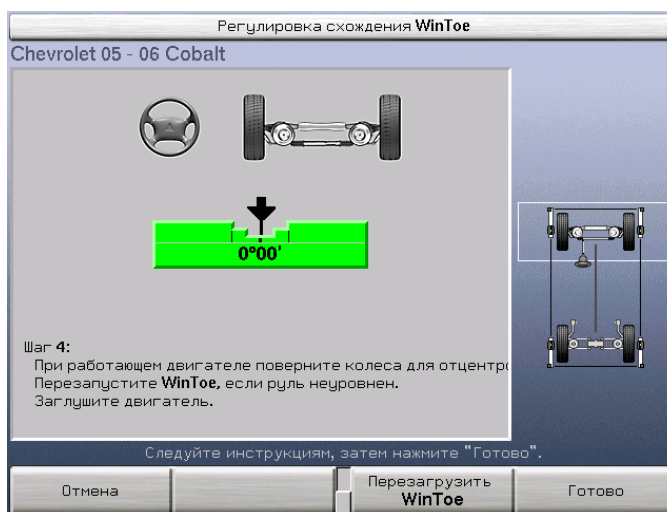 Регулировка схождения WinToe
Chevrolet 05 - 06 Cobalt
0°00'
Шаг 4:
При работающем двигателе поверните колеса для отцентр
Перезапустите WinToe, если руль неуровнен.
Заглушите двигатель.
Следуйте инструкциям, затем нажмите "Готово".
Отмена
Перезагрузить
WinToe
Готово